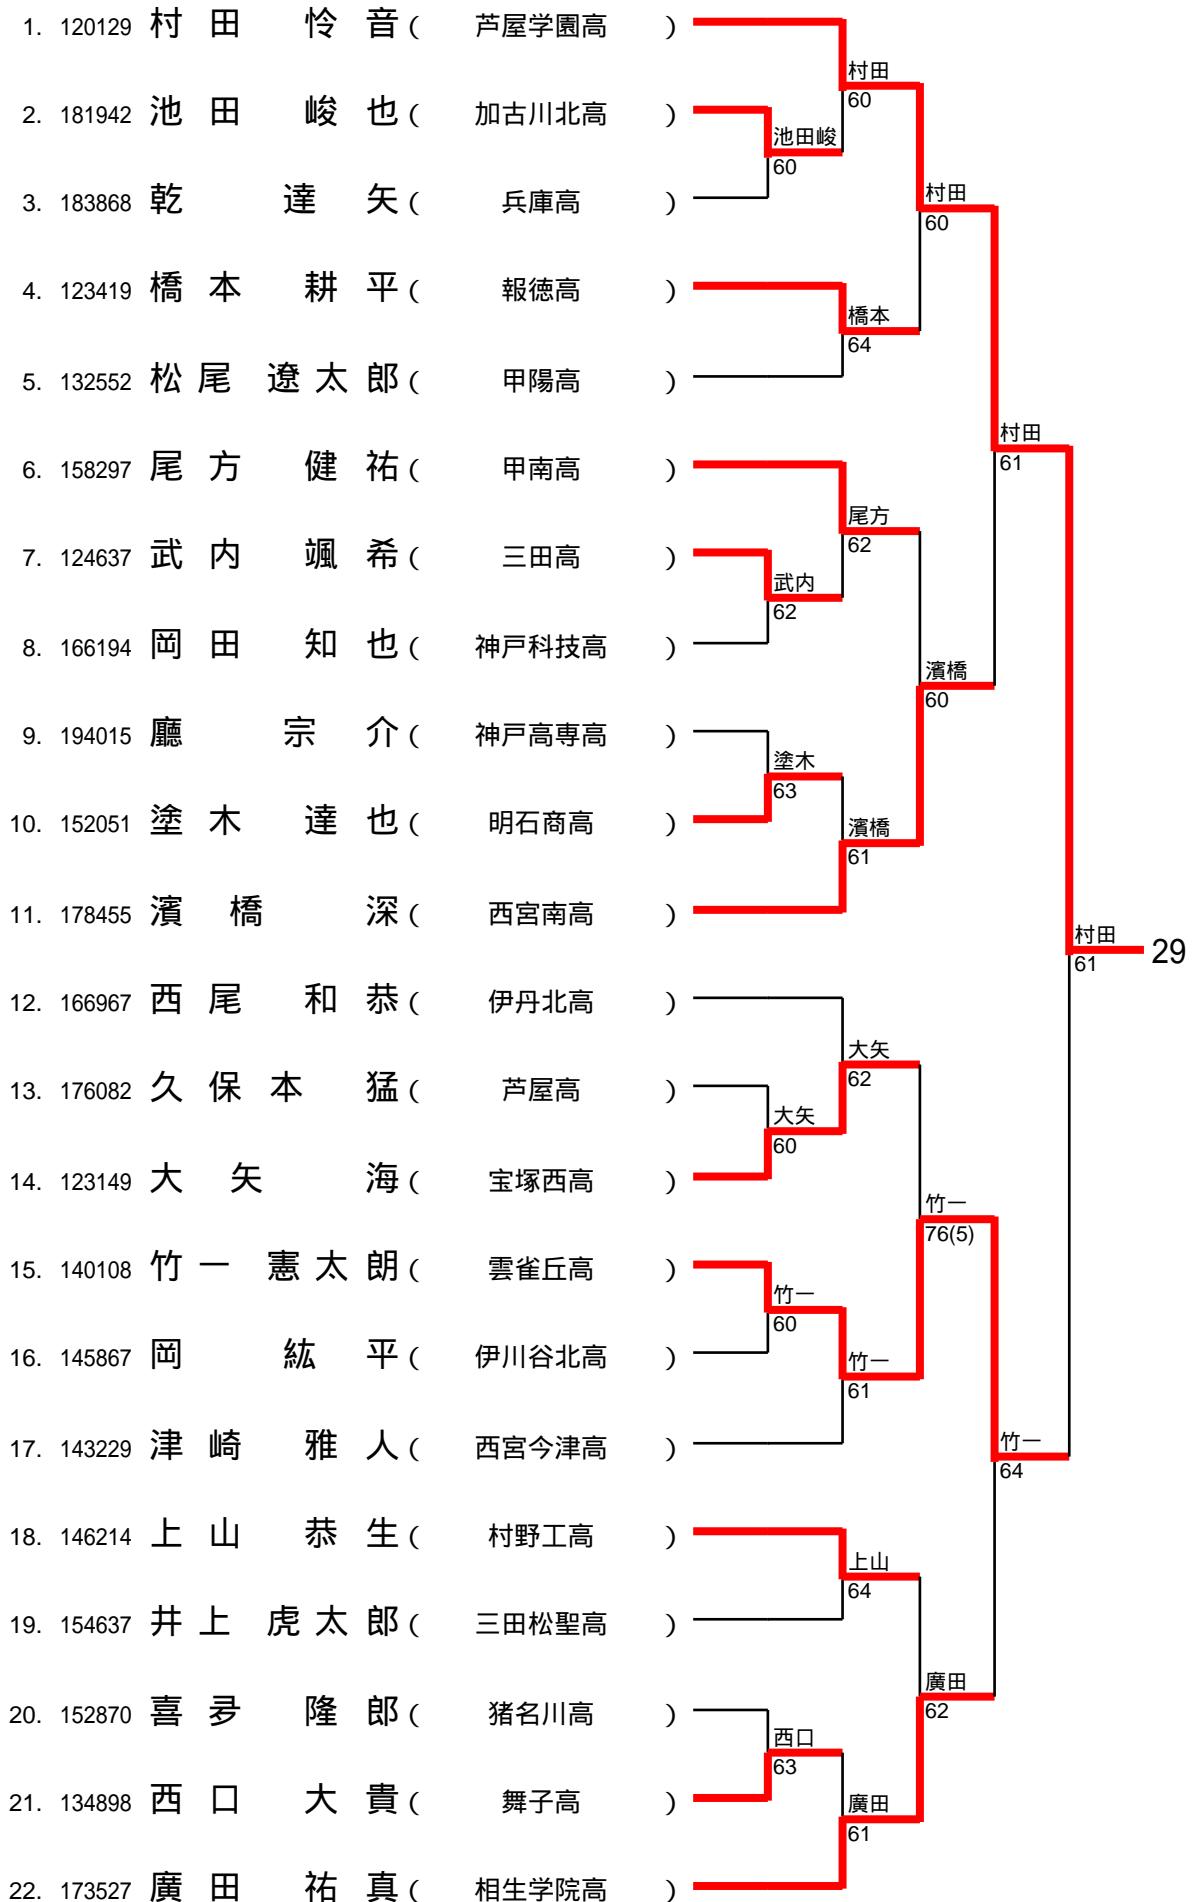 1. 120129 村田 怜音 ( 芦屋学園高 )
村田
60
2. 181942 池田 峻也 ( 加古川北高 )
池田峻
60
3. 183868 乾 達矢 ( 兵庫高 )
村田
60
4. 123419 橋本 耕平 ( 報徳高 )
橋本
64
5. 132552 松尾 遼太郎 ( 甲陽高 )
村田
61
6. 158297 尾方 健祐 ( 甲南高 )
尾方
62
7. 124637 武内 颯希 ( 三田高 )
武内
62
8. 166194 岡田 知也 ( 神戸科技高 )
濱橋
60
9. 194015 廳 宗介 ( 神戸高専高 )
塗木
63
10. 152051 塗木 達也 ( 明石商高 )
濱橋
61
11. 178455 濱橋 深 ( 西宮南高 )
村田
61
29
12. 166967 西尾 和恭 ( 伊丹北高 )
大矢
62
13. 176082 久保本 猛 ( 芦屋高 )
大矢
60
14. 123149 大矢 海 ( 宝塚西高 )
竹一
76(5)
15. 140108 竹一 憲太朗 ( 雲雀丘高 )
竹一
60
16. 145867 岡 紘平 ( 伊川谷北高 )
竹一
61
17. 143229 津崎 雅人 ( 西宮今津高 )
竹一
64
18. 146214 上山 恭生 ( 村野工高 )
上山
64
19. 154637 井上 虎太郎 ( 三田松聖高 )
廣田
62
20. 152870 喜多 隆郎 ( 猪名川高 )
西口
63
21. 134898 西口 大貴 ( 舞子高 )
廣田
61
22. 173527 廣田 祐真 ( 相生学院高 )